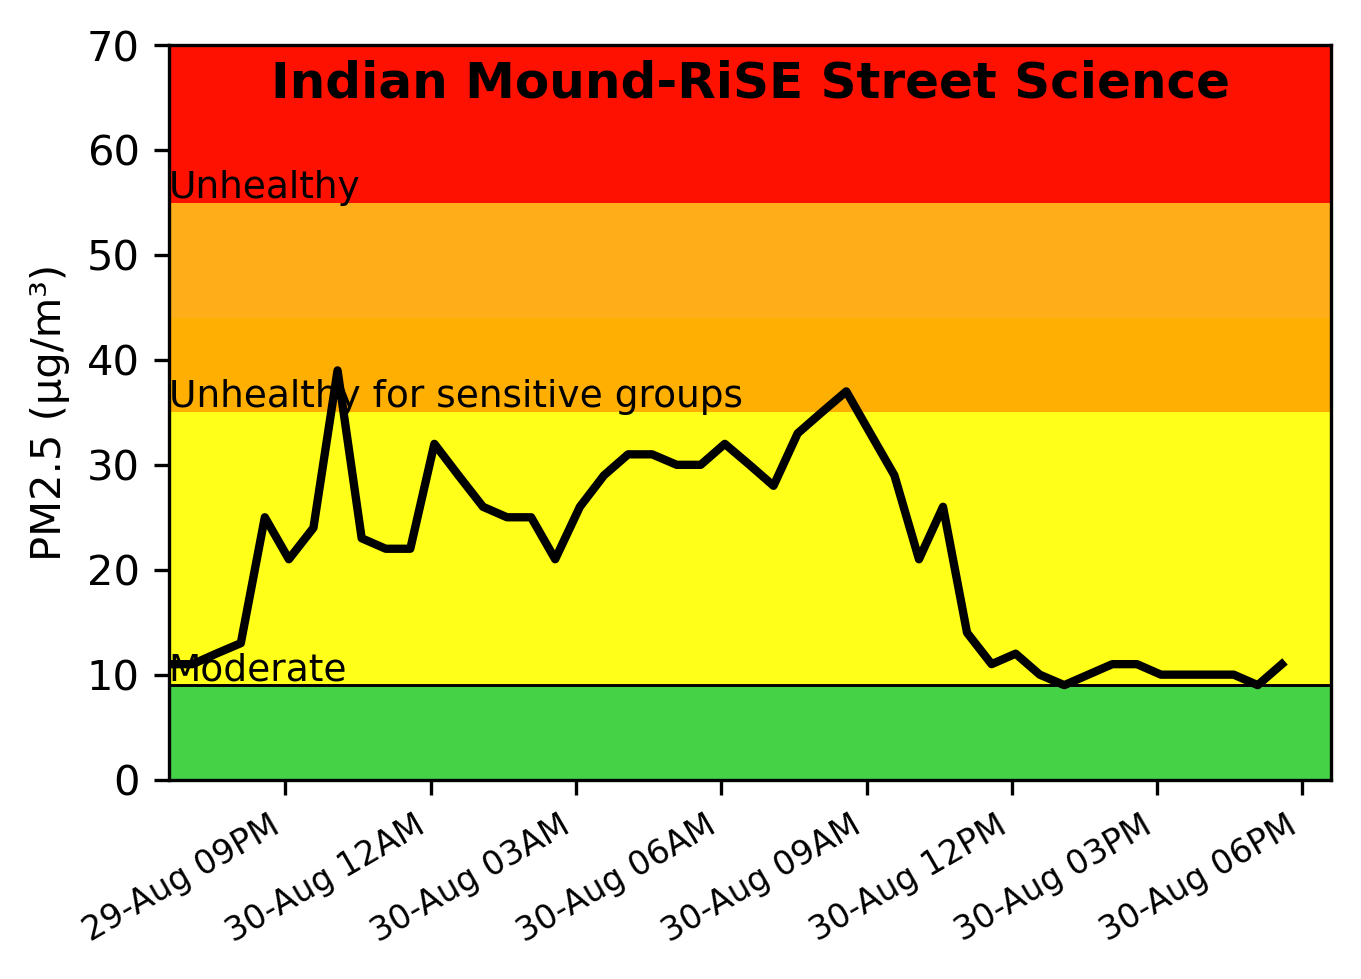 Indian Mound-RiSE Street Science
PM2.5 (µg/m³)
70
60
Unhealthy
50
40
Unhealthy for sensitive groups
30
20
10
Moderate
0
29-Aug 09PM
30-Aug 12AM
30-Aug 03AM
30-Aug 06AM
30-Aug 09AM
30-Aug 12PM
30-Aug 03PM
30-Aug 06PM